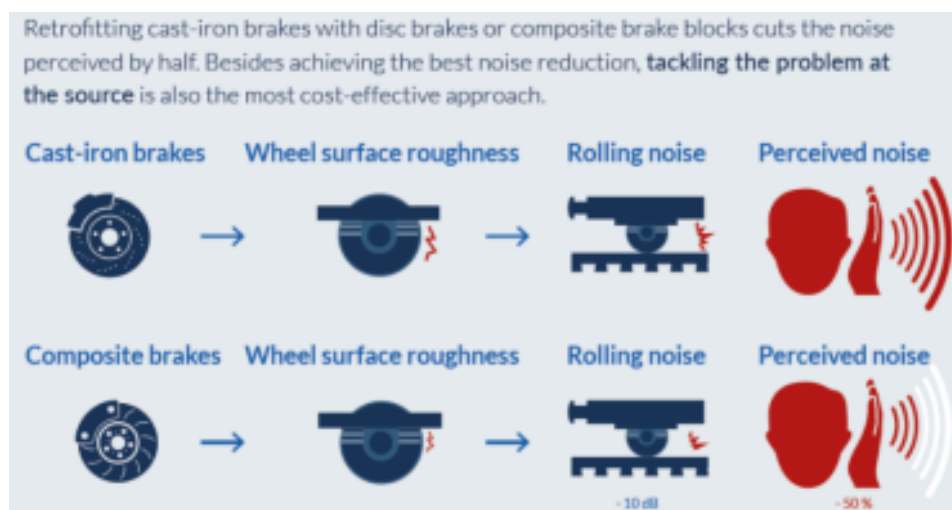 Retrofitting cast-iron brakes with disc brakes or composite brake blocks cuts the noise
perceived by half. Besides achieving the best noise reduction, tackling the problem at
the source is also the most cost-effective approach.
Cast-iron brakes Wheel surface roughness Rolling noise Perceived noise
Composite brakes Wheel surface roughness Rolling noise Perceived noise
- 10 dB - 50 %